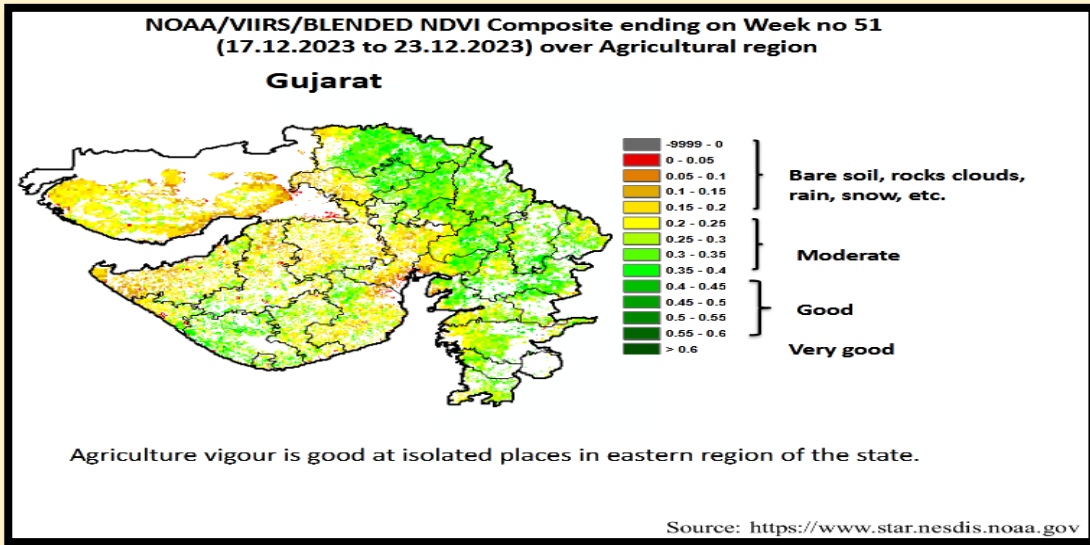 NOAA/VIIRS/BLENDED NDVI Composite ending on Week no 51
(17.12.2023 to 23.12.2023) over Agricultural region
Gujarat
-9999 - 0
0 - 0.05
0.05 - 0.1
0.1 - 0.15
0.15 - 0.2
0.2 - 0.25
0.25 - 0.3
0.3 - 0.35
0.35 - 0.4
0.4 - 0.45
0.45 - 0.5
0.5 - 0.55
0.55 - 0.6
> 0.6
Bare soil, rocks clouds,
rain, snow, etc.
Moderate
Good
Very good
Agriculture vigour is good at isolated places in eastern region of the state.
Source: https://www.star.nesdis.noaa.gov